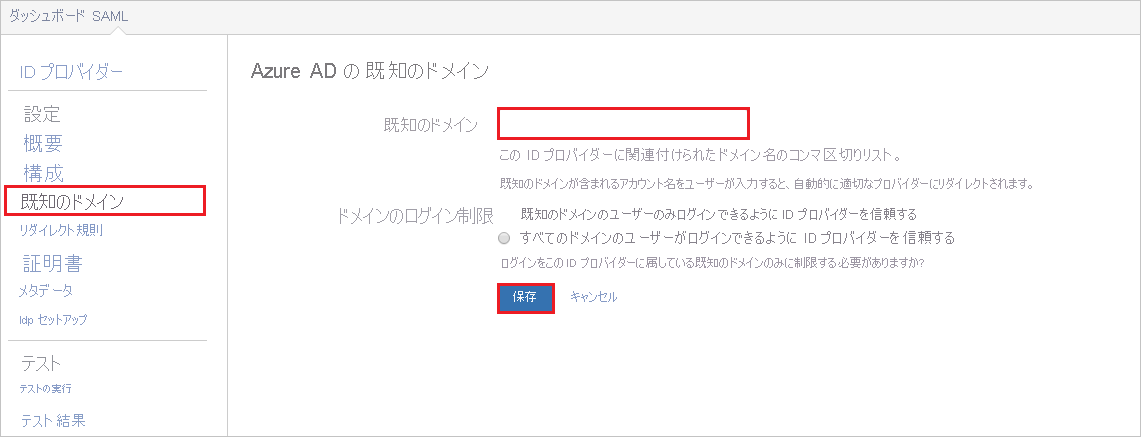 ダッシュボード SAML
ID プロバイダー
設定
概要
構成
既知のドメイン
リダイレクト規則
証明書
メタデータ
Idp セットアップ
テスト
テストの実行
テスト 結果
Azure AD の 既知のドメイン
既知のドメイン
この ID プロバイダーに関連付けられたドメイン名のコンマ区切りリスト。
既知のドメインが含まれるアカウント名をユーザーが入力すると、自動的に適切なプロバイダーにリダイレクトされます。
ドメインのログイン制限
既知のドメインのユーザーのみログインできるように ID プロバイダーを信頼する
すべてのドメインのユーザーがログインできるように ID プロバイダーを信頼する
ログインをこの ID プロバイダーに属している既知のドメインのみに制限する必要がありますか?
保存 キャンセル